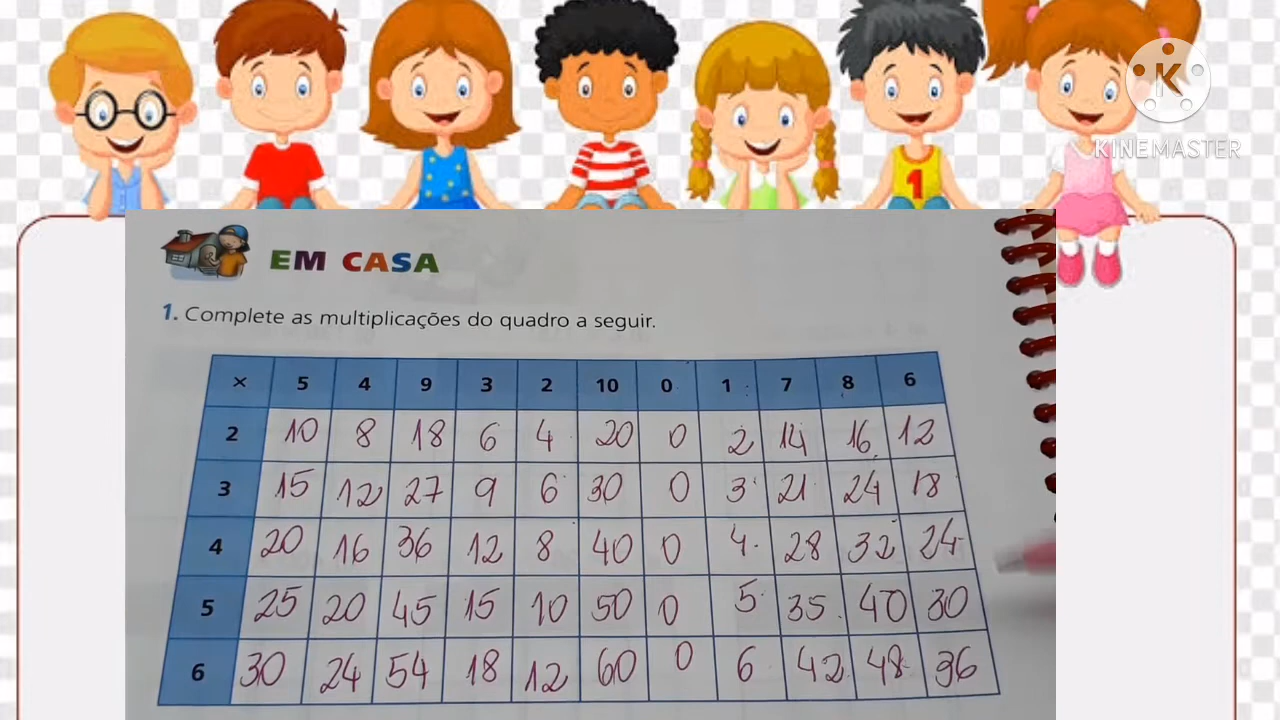 1
K
KINEMASTER
EM CASA
1. Complete as multiplicações do quadro a seguir.
× 5 4 9 3 2 10 0 1 7 8 6
2 10 8 18 6 4 20 0 2 14 16 12
3 15 12 27 9 6 30 0 3 21 24 18
4 20 16 36 12 8 40 0 4 28 32 24
5 25 20 45 15 10 50 0 5 35 40 30
6 30 24 54 18 12 60 0 6 42 48 36